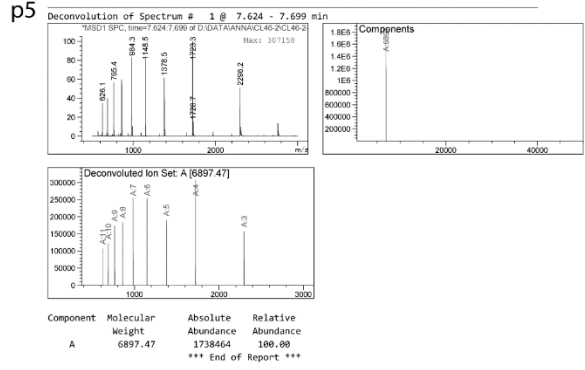 p5
Deconvolution of Spectrum # 1 @ 7.624 - 7.699 min
*MSD1 SPC, time=7.624:7.699 of D:\DATA\ANNA\CL46-2\CL46-2-
Max: 307158
100
80
60
40
20
0
626.1
765.4
984.3
1148.5
1378.5
1723.3
1726.7
2298.2
1000
2000
m/z
Components
1.8E6
1.6E6
1.4E6
1.2E6
1E6
800000
600000
400000
200000
20000
40000
Deconvoluted Ion Set: A [6897.47]
300000
250000
200000
150000
100000
50000
0
A:11
A:10
A:9
A:8
A:7
A:6
A:5
A:4
A:3
1000
2000
3000
Component Molecular Absolute Relative
Weight Abundance Abundance
A 6897.47 1738464 100.00
*** End of Report ***